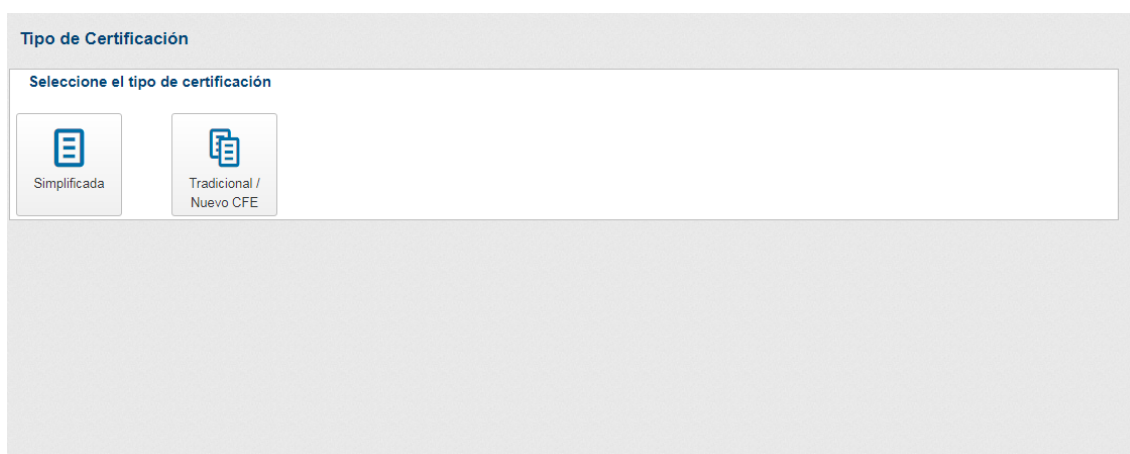 Tipo de Certificación
Seleccione el tipo de certificación
Simplificada
Tradicional /
Nuevo CFE